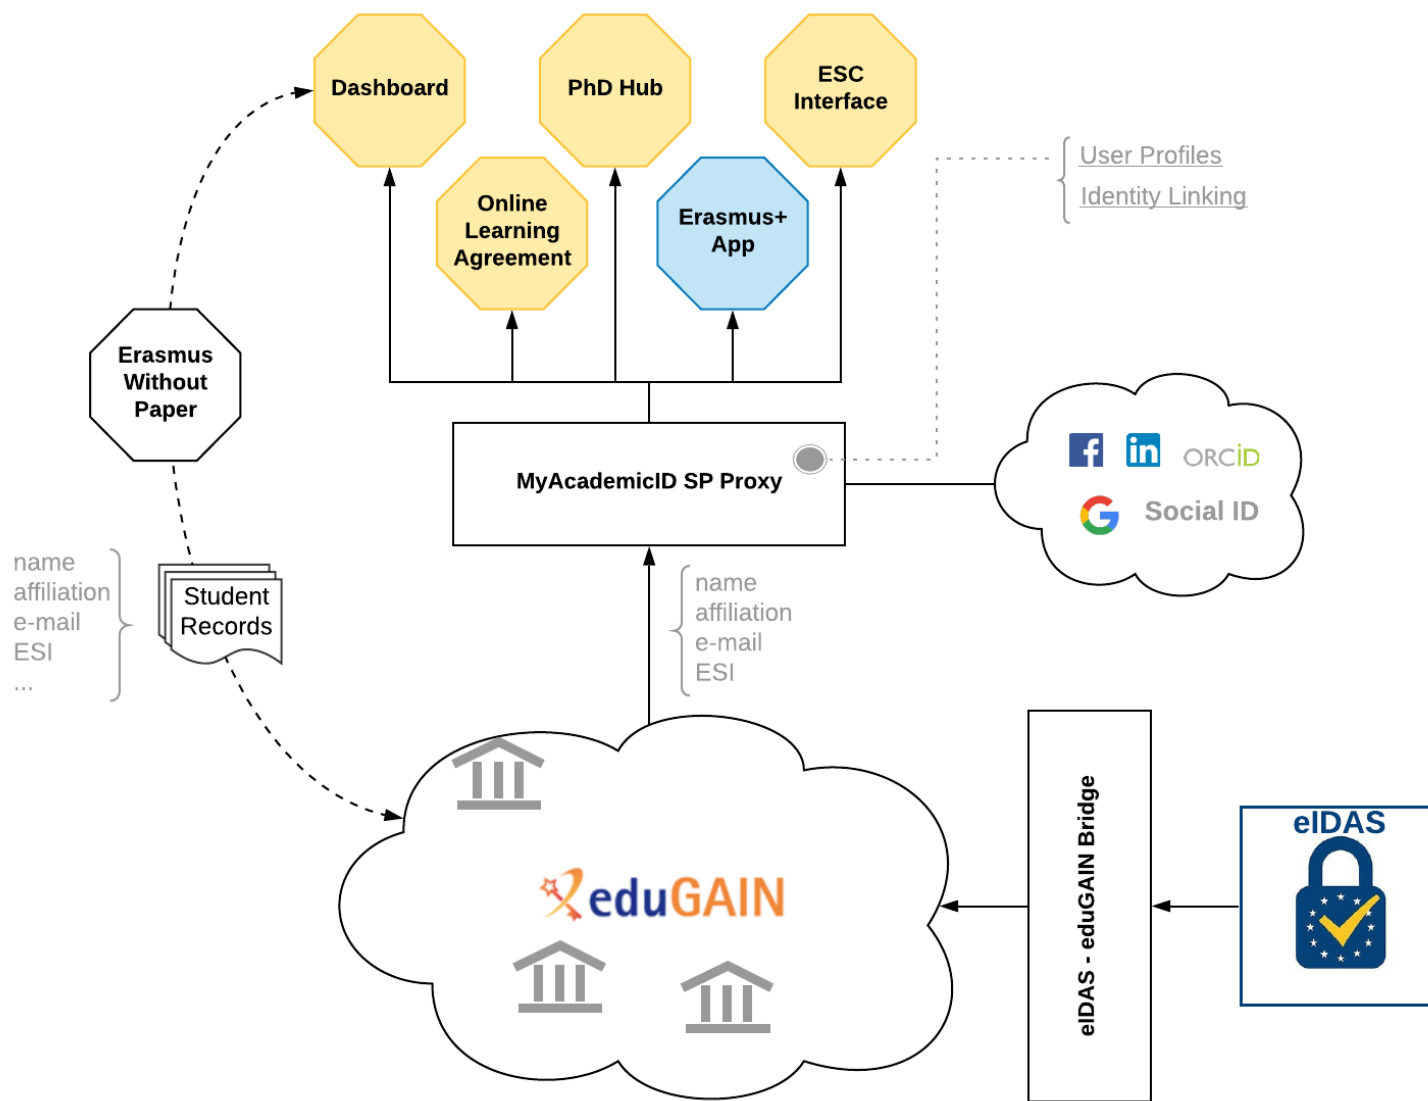 Dashboard
PhD Hub
ESC
Interface
User Profiles
Identity Linking
Online
Learning
Agreement
Erasmus+
App
Erasmus
Without
Paper
MyAcademicID SP Proxy
in
ORCiD
Social ID
name
affiliation
e-mail
ESI
...
Student
Records
name
affiliation
e-mail
ESI
eduGAIN
eIDAS - eduGAIN Bridge
eIDAS